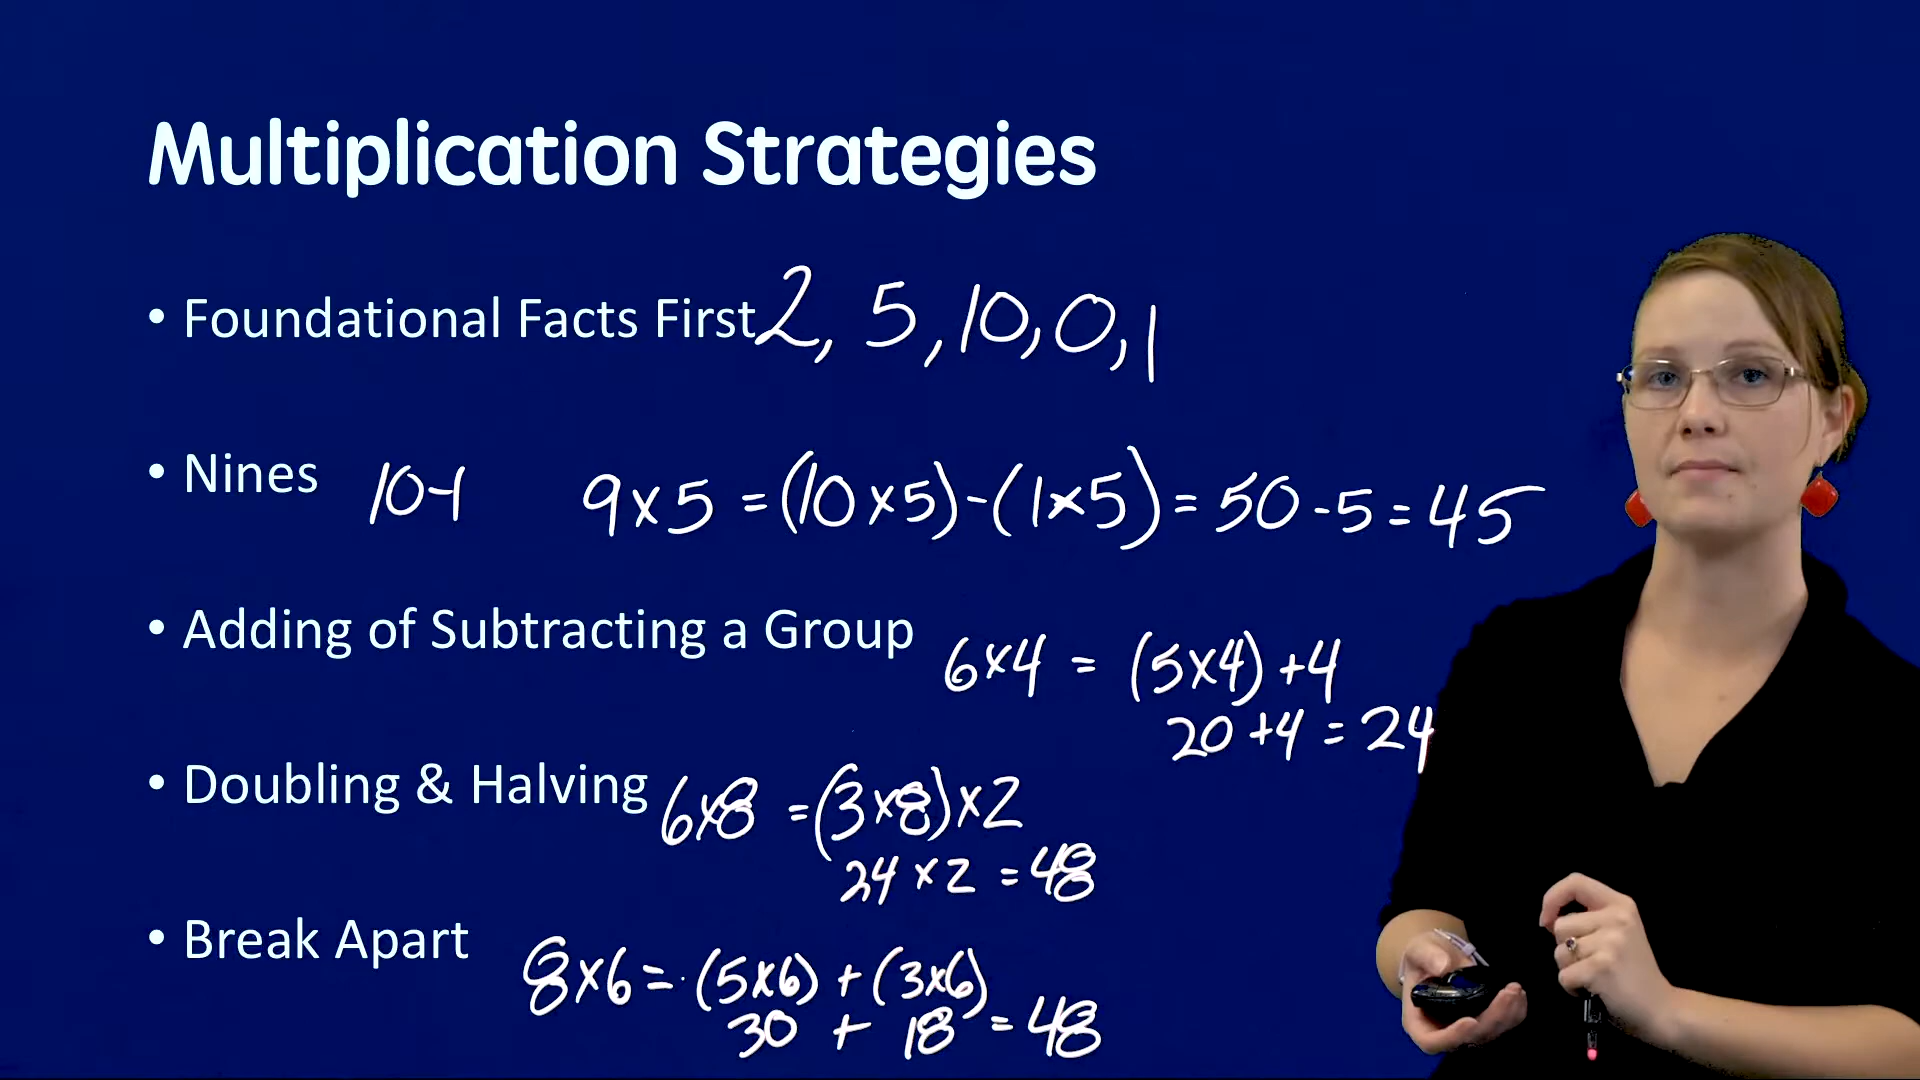 Multiplication Strategies
• Foundational Facts First 2, 5, 10, 0, 1
• Nines 10-1 9x5 = (10x5)-(1x5) = 50-5 = 45
• Adding of Subtracting a Group 6x4 = (5x4)+4
20+4 = 24
• Doubling & Halving 6x8 = (3x8)x2
24x2 = 48
• Break Apart 8x6 = (5x6) + (3x6)
30 + 18 = 48